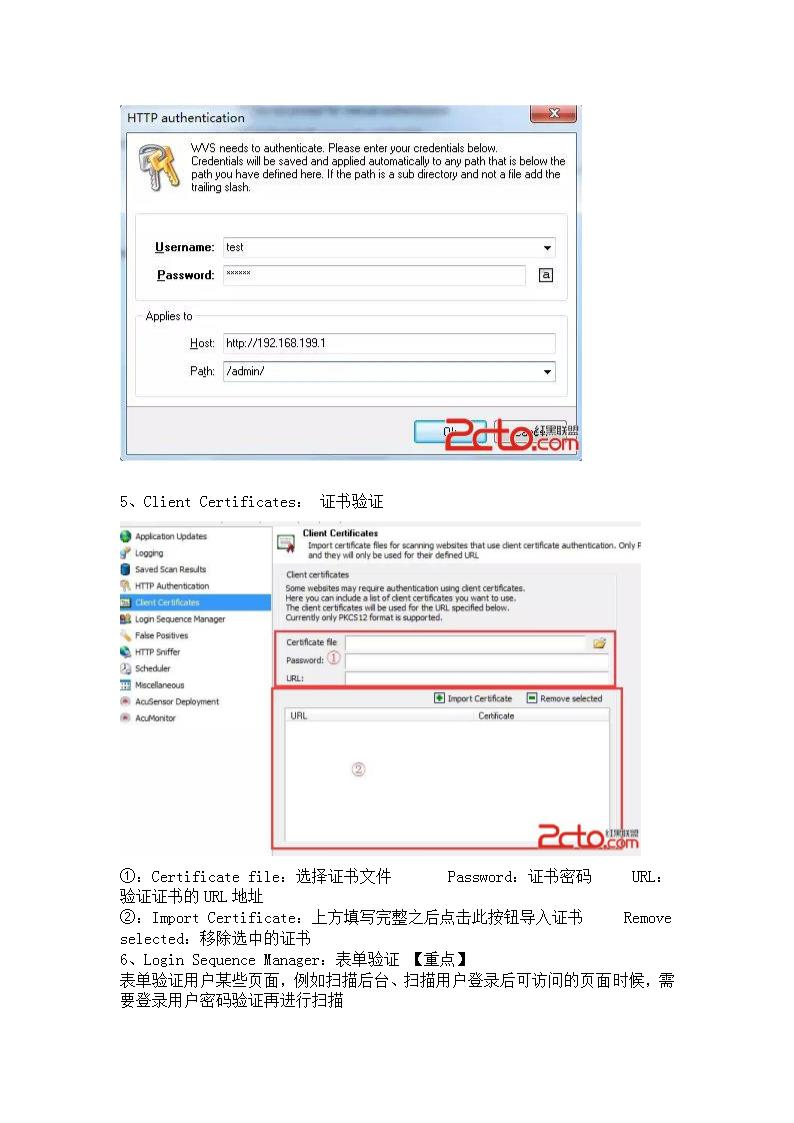 HTTP authentication
WVS needs to authenticate. Please enter your credentials below.
Credentials will be saved and applied automatically to any path that is below the
path you have defined here. If the path is a sub directory and not a file add the
trailing slash.
Username: test
Password: ******
a
Applies to
Host: http://192.168.199.1
Path: /admin/
2cto.com 红黑联盟
5、Client Certificates： 证书验证
Application Updates
Logging
Saved Scan Results
HTTP Authentication
Client Certificates
Login Sequence Manager
False Positives
HTTP Sniffer
Scheduler
Miscellaneous
AcuSensor Deployment
AcuMonitor
Client Certificates
Import certificate files for scanning websites that use client certificate authentication. Only P
and they will only be used for their defined URL
Client certificates
Some websites may require authentication using client certificates.
Here you can include a list of client certificates you want to use.
The client certificates will be used for the URL specified below.
Currently only PKCS12 format is supported.
Certificate file
Password: ①
URL:
Import Certificate Remove selected
URL Certificate
②
2cto.com 红黑联盟
①：Certificate file：选择证书文件 Password：证书密码 URL：
验证证书的 URL 地址
②：Import Certificate：上方填写完整之后点击此按钮导入证书 Remove
selected：移除选中的证书
6、Login Sequence Manager：表单验证 【重点】
表单验证用户某些页面，例如扫描后台、扫描用户登录后可访问的页面时候，需
要登录用户密码验证再进行扫描